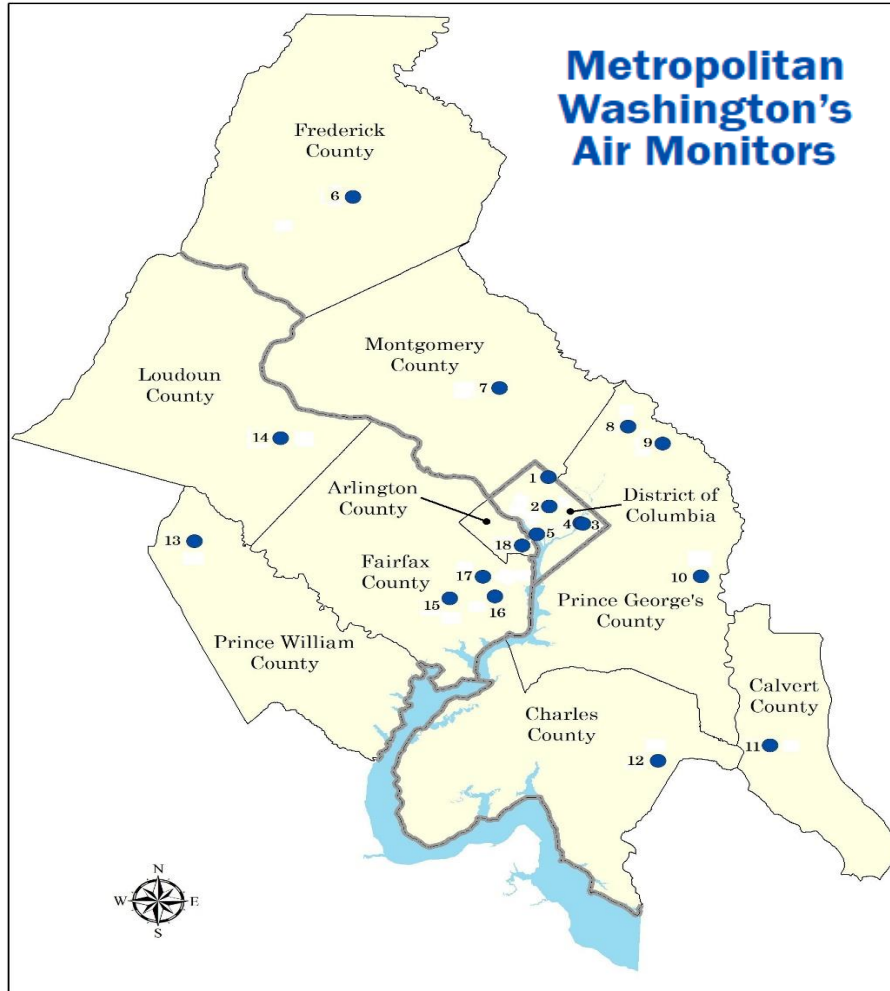 Metropolitan
Washington's
Air Monitors
Frederick
County
6
Montgomery
County
7
Loudoun
County
14
8
9
1
Arlington
County
2
District of
Columbia
4
3
5
18
13
Fairfax
County
17
10
15
16
Prince George's
County
Prince William
County
Calvert
County
Charles
County
11
12
N
W
E
S